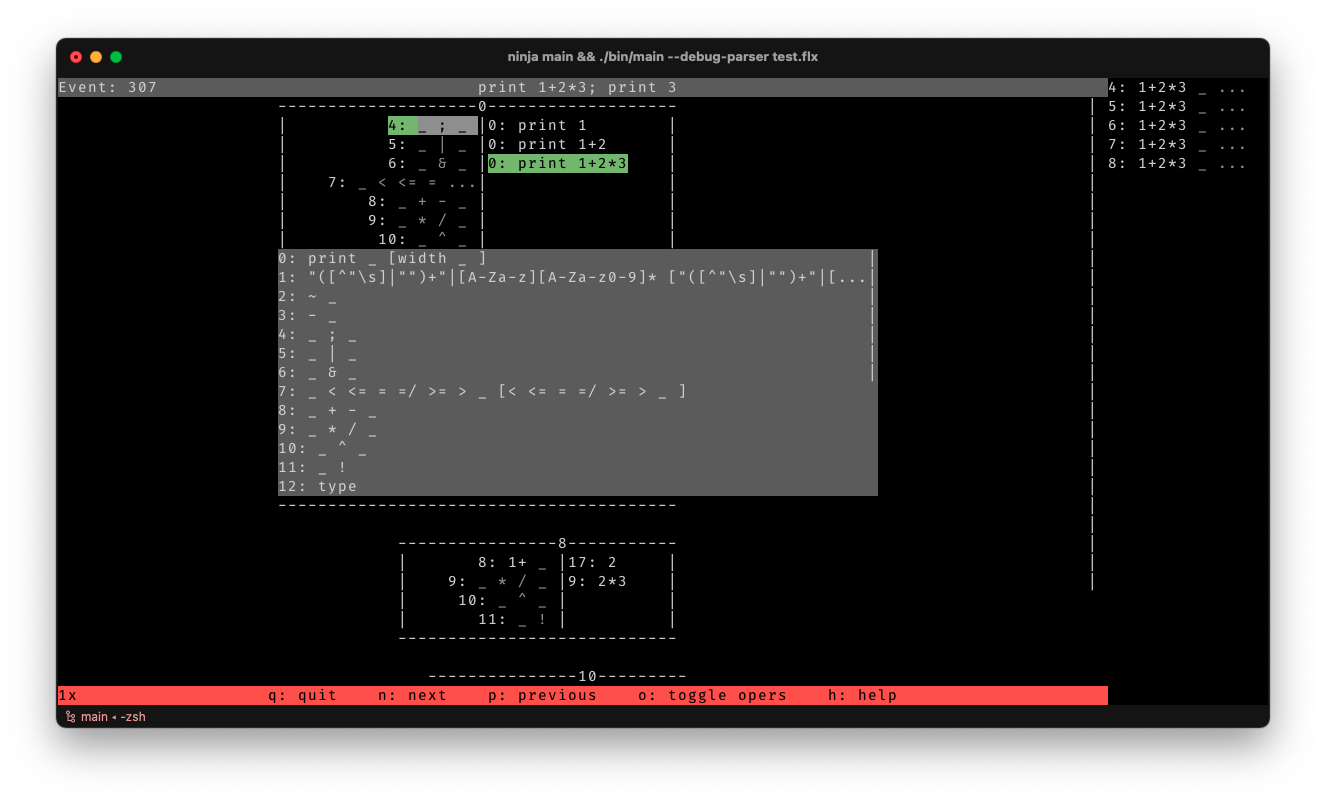 ninja main && ./bin/main --debug-parser test.flx
Event: 307 print 1+2*3; print 3
4: 1+2*3 _ ...
--------------------0-------------------
5: 1+2*3 _ ...
4: _ ; _ |0: print 1
6: 1+2*3 _ ...
5: _ | _ |0: print 1+2
7: 1+2*3 _ ...
6: _ & _ |0: print 1+2*3
8: 1+2*3 _ ...
7: _ < <= = ...|
8: _ + - _ |
9: _ * / _ |
10: _ ^ _ |
0: print _ [width _ ]
1: "([^"\s]|"")+"|[A-Za-z][A-Za-z0-9]* ["([^"\s]|"")+"|[...|
2: ~ _
3: - _
4: _ ; _
5: _ | _
6: _ & _
7: _ < <= = =/ >= > _ [< <= = =/ >= > _ ]
8: _ + - _
9: _ * / _
10: _ ^ _
11: _ !
12: type
----------------------------------------
----------------8-----------
8: 1+ _ |17: 2
9: _ * / _ |9: 2*3
10: _ ^ _ |
11: _ ! |
----------------------------
---------------10---------
1x q: quit n: next p: previous o: toggle opers h: help
main • -zsh